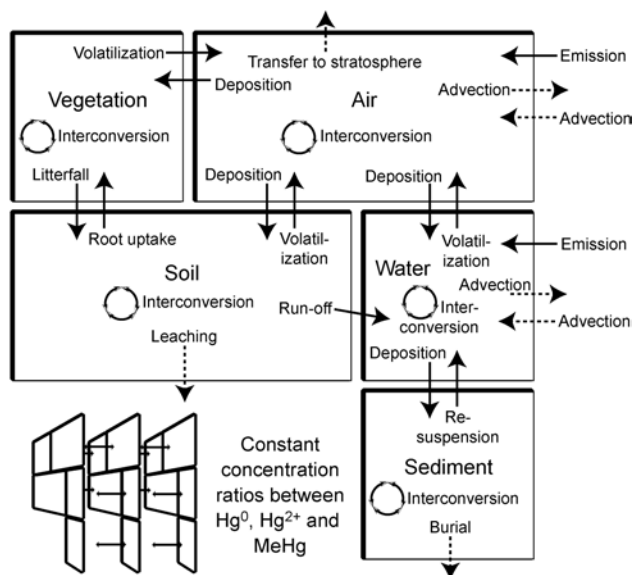 Volatilization
Transfer to stratosphere
Emission
Deposition
Advection
Vegetation
Air
Advection
Interconversion
Interconversion
Litterfall
Deposition
Deposition
Root uptake
Volatil-
ization
Volatil-
ization
Emission
Soil
Water
Advection
Interconversion
Run-off
Inter-
conversion
Advection
Leaching
Deposition
Re-
suspension
Constant
concentration
ratios between
Hg⁰, Hg²⁺ and
MeHg
Sediment
Interconversion
Burial